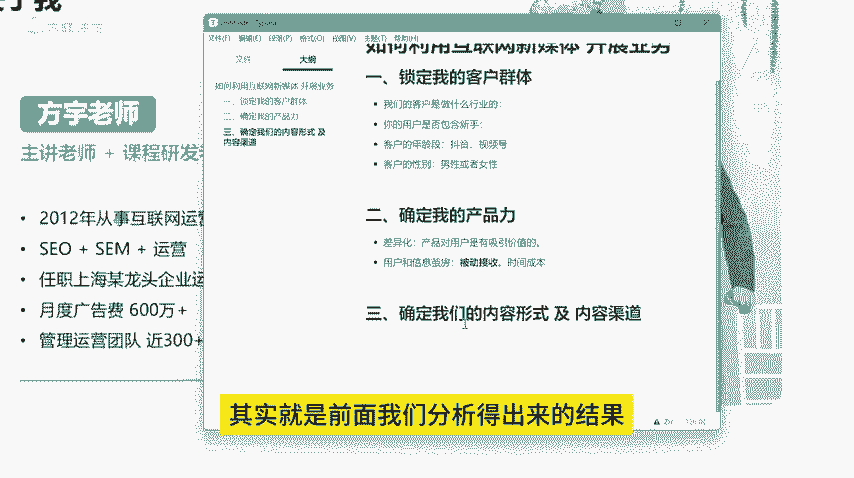 方宇老师
主讲老师 + 课程研发
• 2012年从事互联网运营
• SEO + SEM + 运营
• 任职上海某龙头企业运
• 月度广告费 600万+
• 管理运营团队 近300+
文件(F) 编辑(E) 段落(P) 格式(O) 视图(V) 主题(T) 帮助(H)
文件 大纲
如何利用互联网新媒体 开展业务
一、锁定我的客户群体
二、确定我的产品力
三、确定我们的内容形式 及
内容渠道
如何利用互联网新媒体 开展业务
一、锁定我的客户群体
• 我们的客户是做什么行业的：
• 你的用户是否包含新手：
• 客户的年龄段：抖音、视频号
• 客户的性别：男性或者女性
二、确定我的产品力
• 差异化：产品对用户是有吸引价值的。
• 用户和信息茧房：被动接收。时间成本
三、确定我们的内容形式 及 内容渠道
其实就是前面我们分析得出来的结果